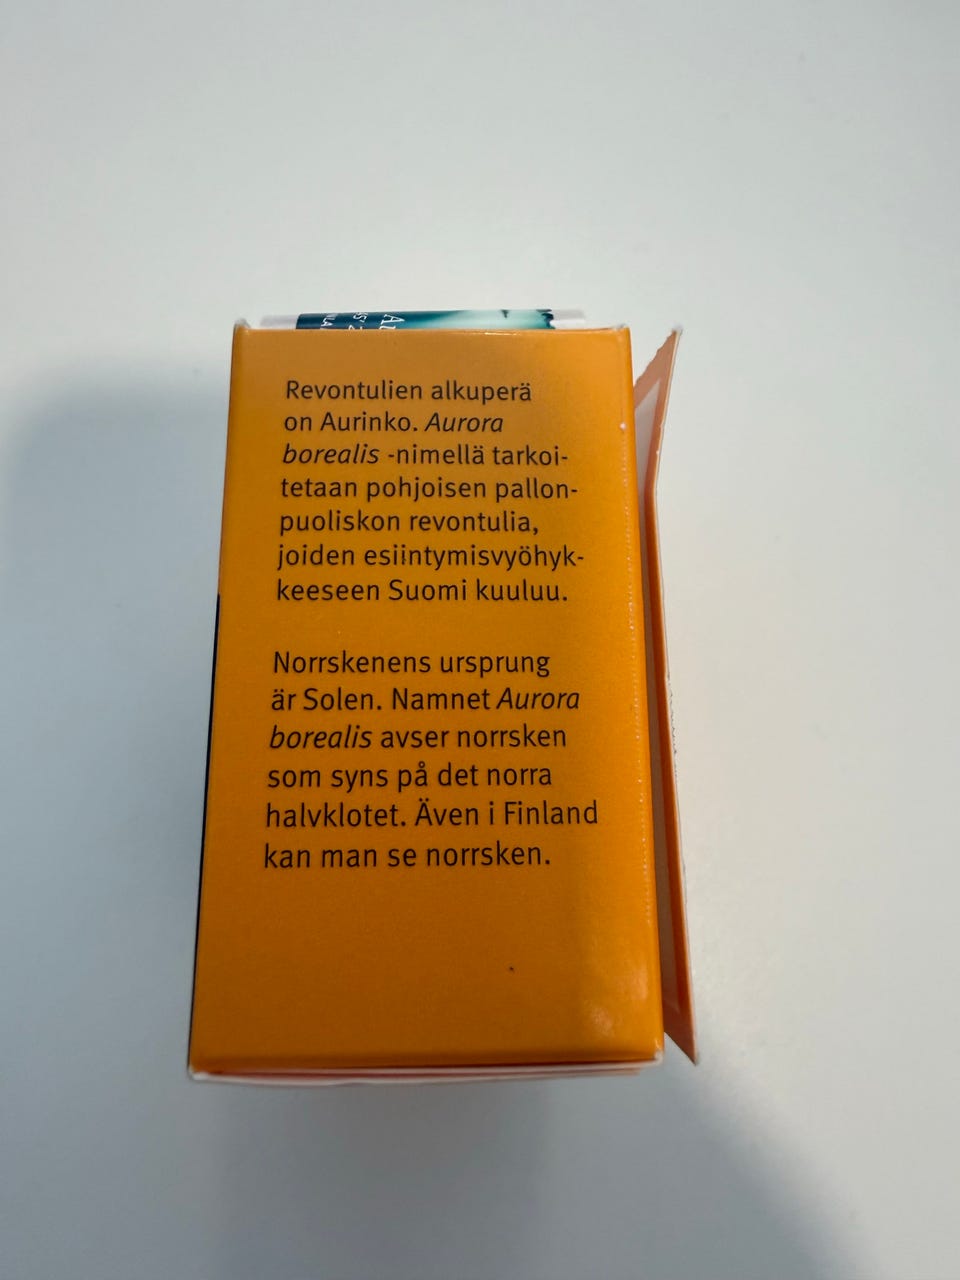 Revontulien alkuperä
on Aurinko. Aurora
borealis -nimellä tarkoi-
tetaan pohjoisen pallon-
puoliskon revontulia,
joiden esiintymisvyöhyk-
keeseen Suomi kuuluu.
Norrskenens ursprung
är Solen. Namnet Aurora
borealis avser norrsken
som syns på det norra
halvklotet. Även i Finland
kan man se norrsken.